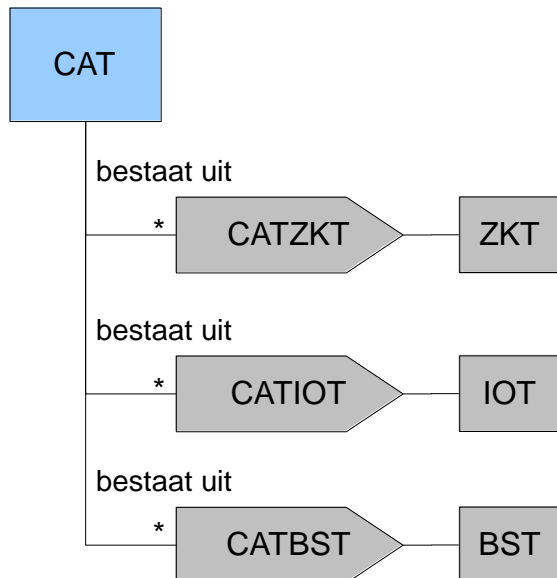 CAT
bestaat uit
* CATZKT ZKT
bestaat uit
* CATIOT IOT
bestaat uit
* CATBST BST